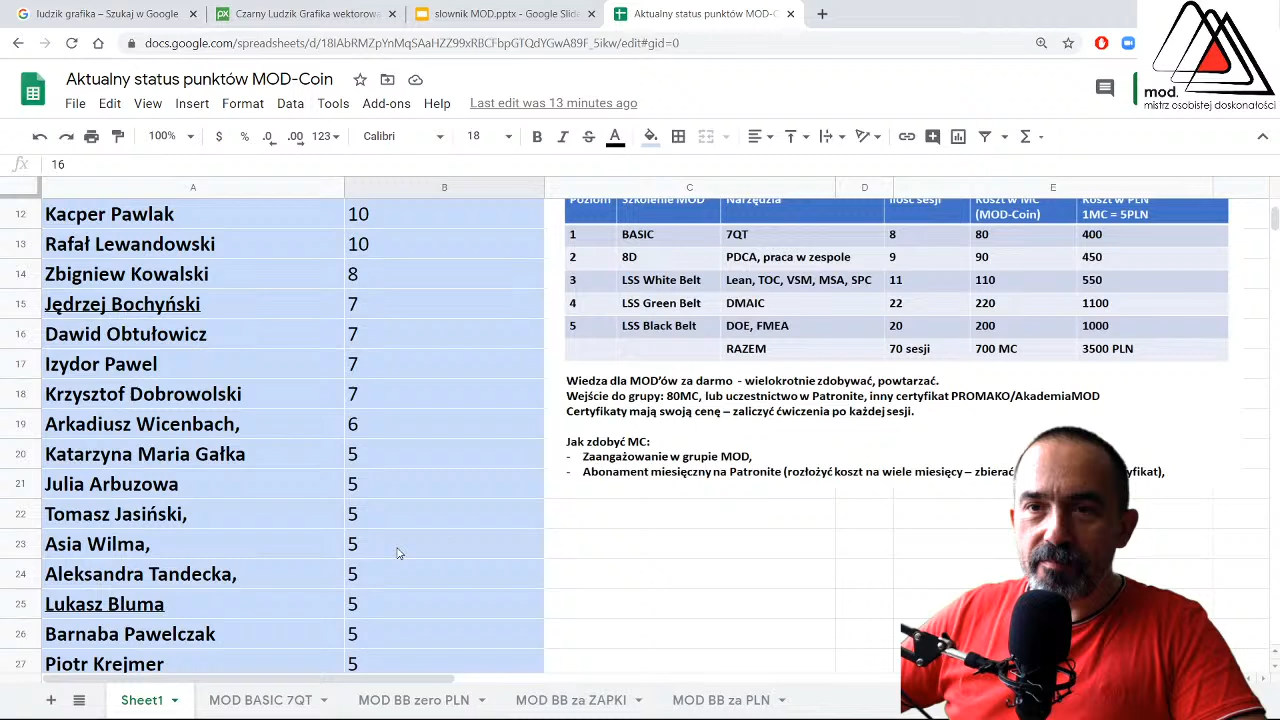 ludzik grafika – Szukaj w Google
Czarny Ludzik Grafika wektorowa
slownik MOD.pptx - Google Slide
Aktualny status punktów MOD-C
Aktualny status punktów MOD-Coin
File Edit View Insert Format Data Tools Add-ons Help Last edit was 13 minutes ago
100% $ % .0 .00 123 Calibri 18 B I S A
fx 16
A B C D E
Poziom Szkolenie MOD Narzędzia Ilość sesji Koszt w MC (MOD-Coin) Koszt w PLN 1MC = 5PLN
1 BASIC 7QT 8 80 400
2 8D PDCA, praca w zespole 9 90 450
3 LSS White Belt Lean, TOC, VSM, MSA, SPC 11 110 550
4 LSS Green Belt DMAIC 22 220 1100
5 LSS Black Belt DOE, FMEA 20 200 1000
RAZEM 70 sesji 700 MC 3500 PLN
Wiedza dla MOD'ów za darmo - wielokrotnie zdobywać, powtarzać.
Wejście do grupy: 80MC, lub uczestnictwo w Patronite, inny certyfikat PROMAKO/AkademiaMOD
Certyfikaty mają swoją cenę – zaliczyć ćwiczenia po każdej sesji.
Jak zdobyć MC:
- Zaangażowanie w grupie MOD,
- Abonament miesięczny na Patronite (rozłożyć koszt na wiele miesięcy – zbierać
12 Kacper Pawlak 10
13 Rafał Lewandowski 10
14 Zbigniew Kowalski 8
15 Jędrzej Bochyński 7
16 Dawid Obtułowicz 7
17 Izydor Pawel 7
18 Krzysztof Dobrowolski 7
19 Arkadiusz Wicenbach, 6
20 Katarzyna Maria Gałka 5
21 Julia Arbuzowa 5
22 Tomasz Jasiński, 5
23 Asia Wilma, 5
24 Aleksandra Tandecka, 5
25 Lukasz Bluma 5
26 Barnaba Pawelczak 5
27 Piotr Krejmer 5
Sheet1 MOD BASIC 7QT MOD BB zero PLN MOD BB za ZAPKI MOD BB za PLN
mod.
mistrz osobistej doskonałości